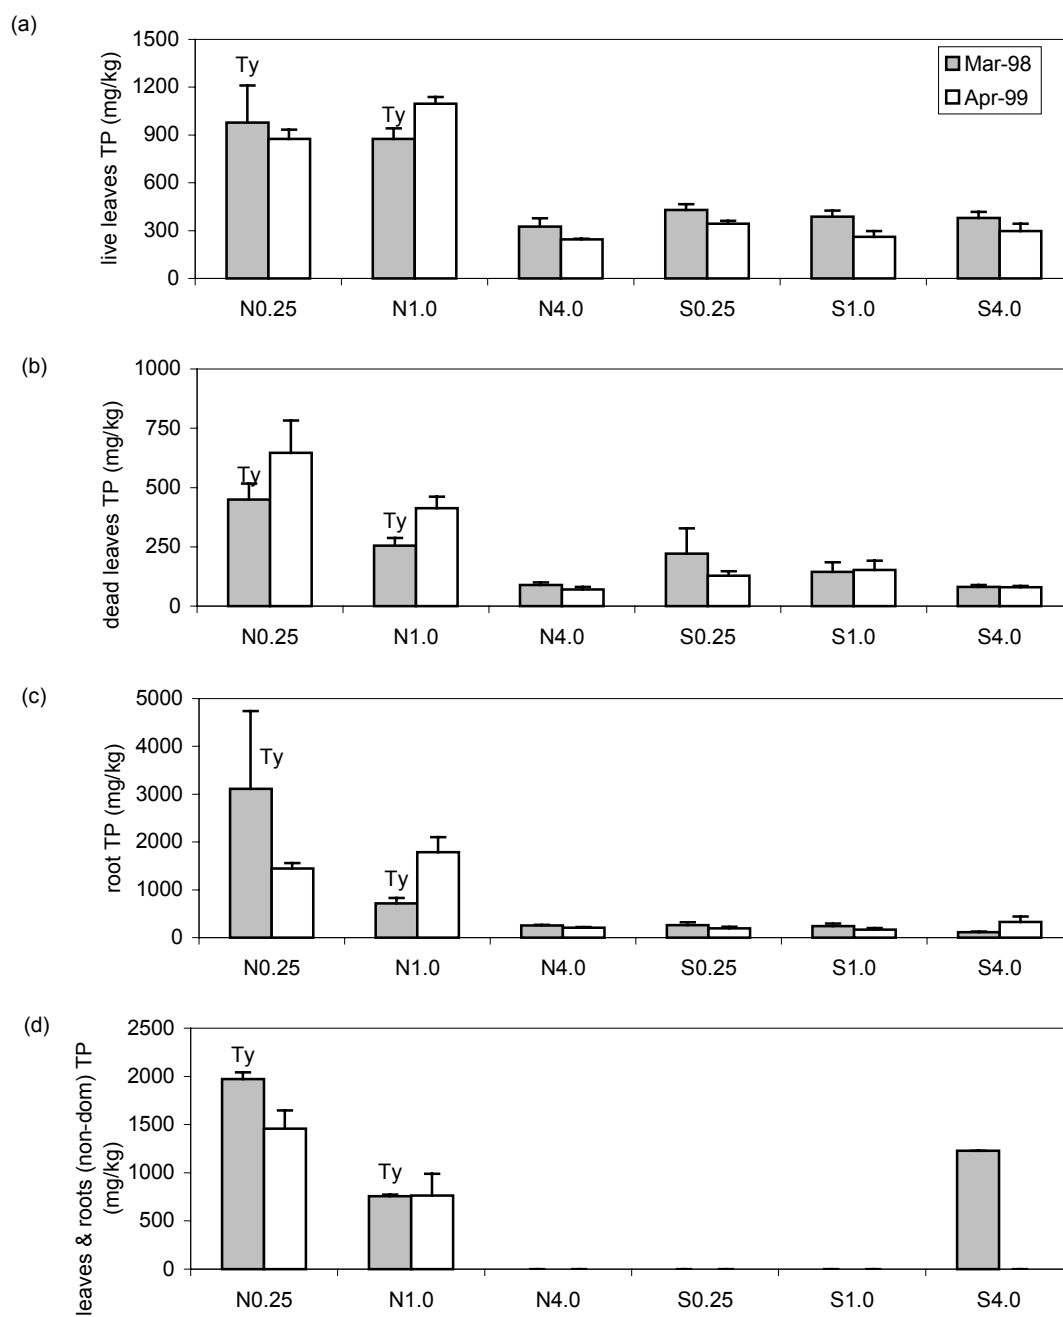 (a)
live leaves TP (mg/kg)
1500
1200
900
600
300
0
Ty
Ty
Mar-98
Apr-99
N0.25 N1.0 N4.0 S0.25 S1.0 S4.0
(b)
dead leaves TP (mg/kg)
1000
750
500
250
0
Ty
Ty
N0.25 N1.0 N4.0 S0.25 S1.0 S4.0
(c)
root TP (mg/kg)
5000
4000
3000
2000
1000
0
Ty
Ty
N0.25 N1.0 N4.0 S0.25 S1.0 S4.0
(d)
leaves & roots (non-dom) TP
(mg/kg)
2500
2000
1500
1000
500
0
Ty
Ty
N0.25 N1.0 N4.0 S0.25 S1.0 S4.0